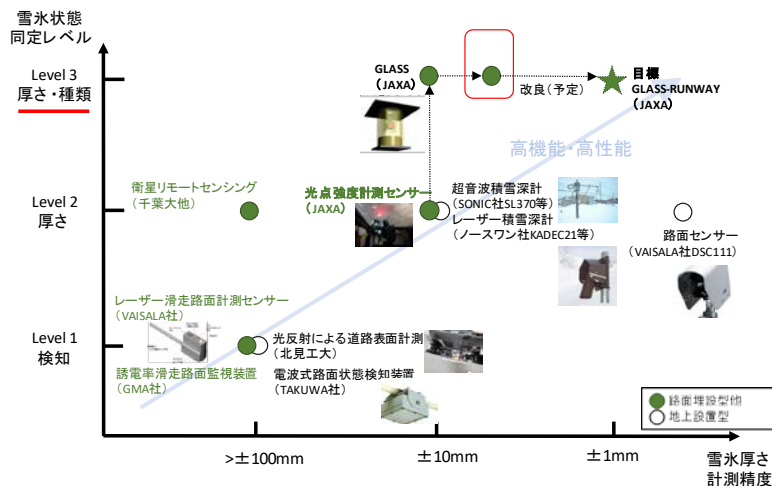 雪氷状態
同定レベル
Level 3
厚さ・種類
GLASS
（JAXA）
改良（予定）
目標
GLASS-RUNWAY
（JAXA）
高機能・高性能
Level 2
厚さ
衛星リモートセンシング
（千葉大他）
光点強度計測センサー
（JAXA）
超音波積雪深計
（SONIC社SL370等）
レーザー積雪深計
（ノースワン社KADEC21等）
路面センサー
（VAISALA社DSC111）
Level 1
検知
レーザー滑走路面計測センサー
（VAISALA社）
誘電率滑走路面監視装置
（GMA社）
光反射による道路表面計測
（北見工大）
電波式路面状態検知装置
（TAKUWA社）
路面埋設型他
地上設置型
>±100mm
±10mm
±1mm
雪氷厚さ
計測精度